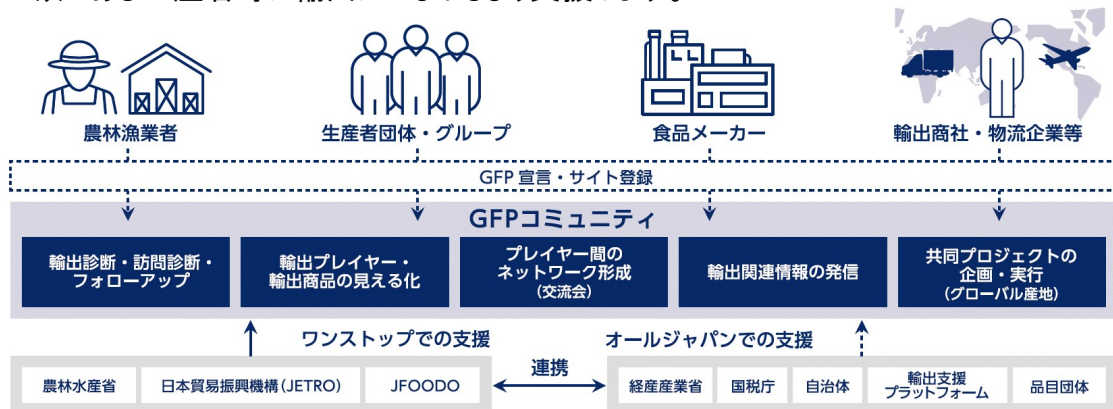 農林漁業者
生産者団体・グループ
食品メーカー
輸出商社・物流企業等
GFP 宣言・サイト登録
GFPコミュニティ
輸出診断・訪問診断・
フォローアップ
輸出プレイヤー・
輸出商品の見える化
プレイヤー間の
ネットワーク形成
(交流会)
輸出関連情報の発信
共同プロジェクトの
企画・実行
(グローバル産地)
ワンストップでの支援
オールジャパンでの支援
連携
農林水産省
日本貿易振興機構(JETRO)
JFOODO
経産産業省
国税庁
自治体
輸出支援
プラットフォーム
品目団体